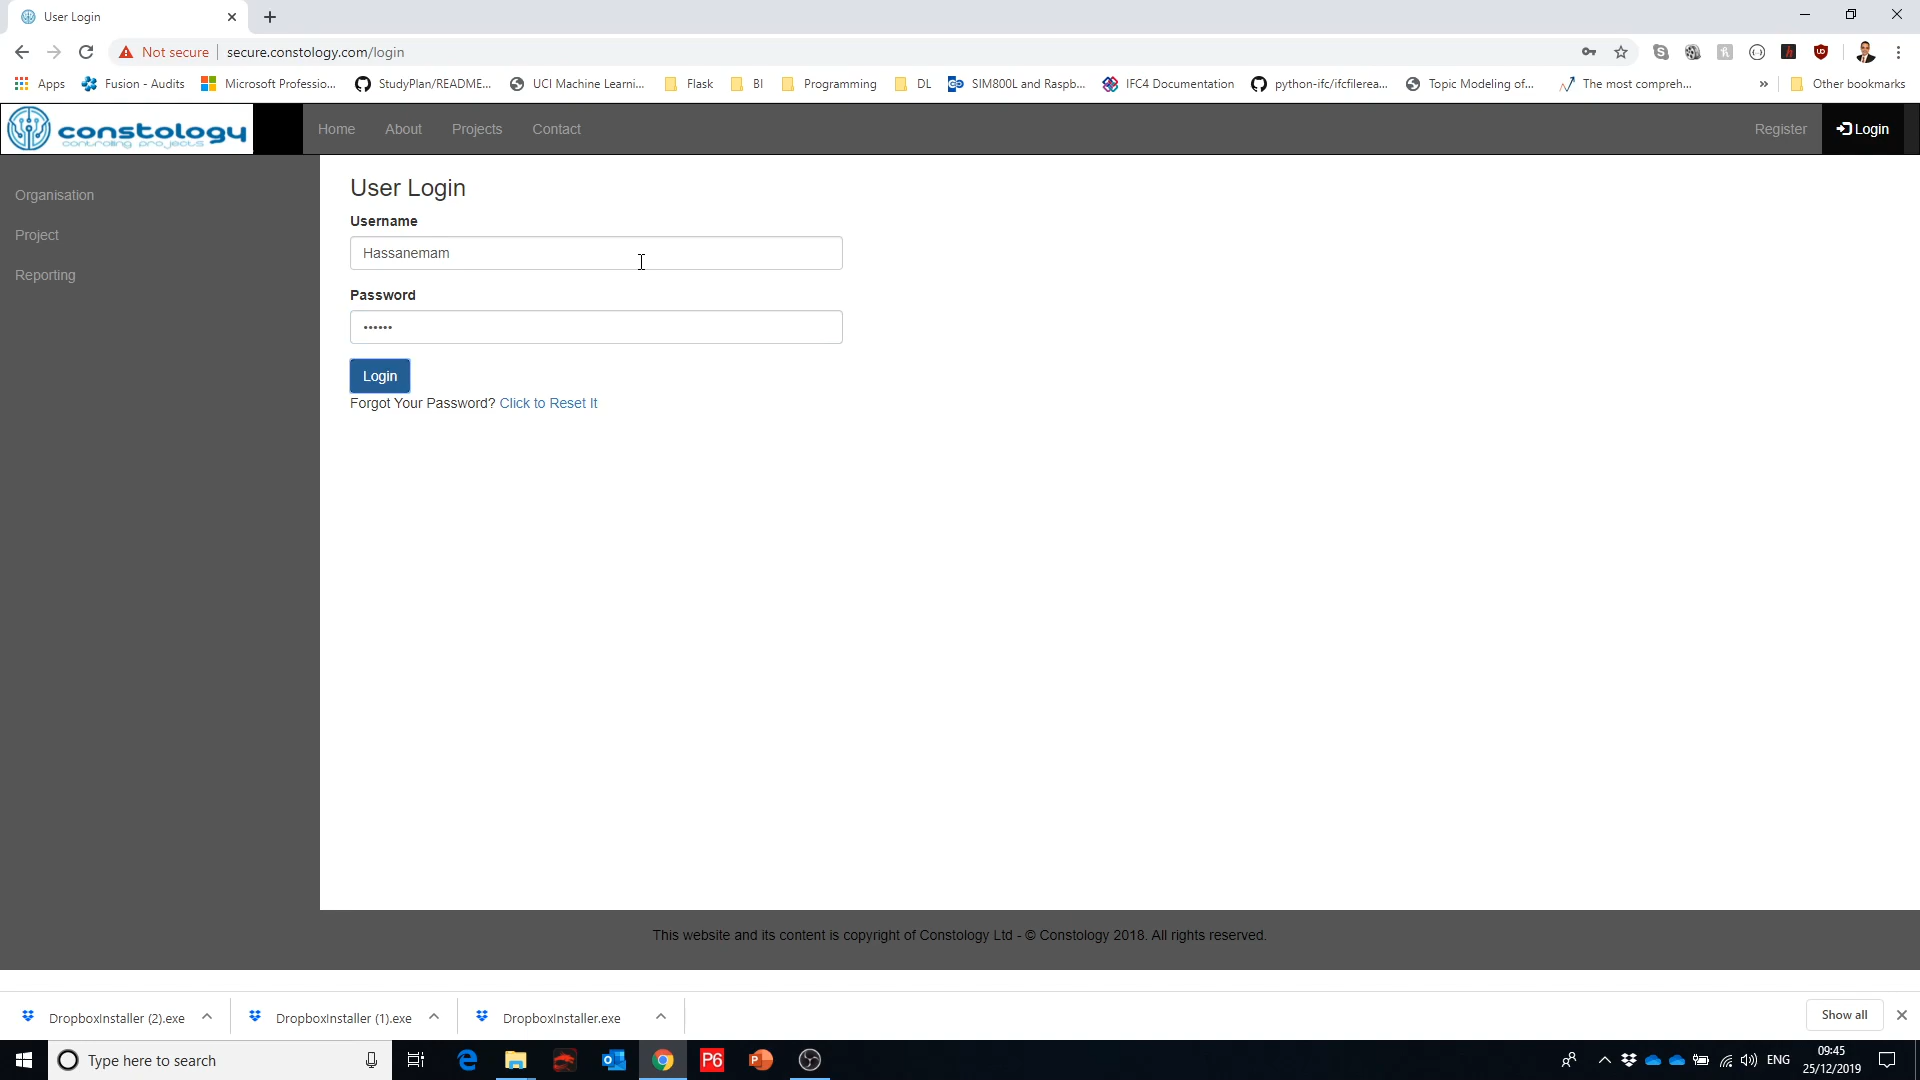 User Login
Not secure
secure.constology.com/login
Apps
Fusion - Audits
Microsoft Professio...
StudyPlan/README...
UCI Machine Learni...
Flask
BI
Programming
DL
SIM800L and Raspb...
IFC4 Documentation
python-ifc/ifcfilerea...
Topic Modeling of...
The most compreh...
»
Other bookmarks
constology
controlling projects
Home
About
Projects
Contact
Register
Login
Organisation
Project
Reporting
User Login
Username
Hassanemam
Password
••••••
Login
Forgot Your Password? Click to Reset It
This website and its content is copyright of Constology Ltd - © Constology 2018. All rights reserved.
DropboxInstaller (2).exe
DropboxInstaller (1).exe
DropboxInstaller.exe
Show all
Type here to search
P6
ENG
09:45
25/12/2019